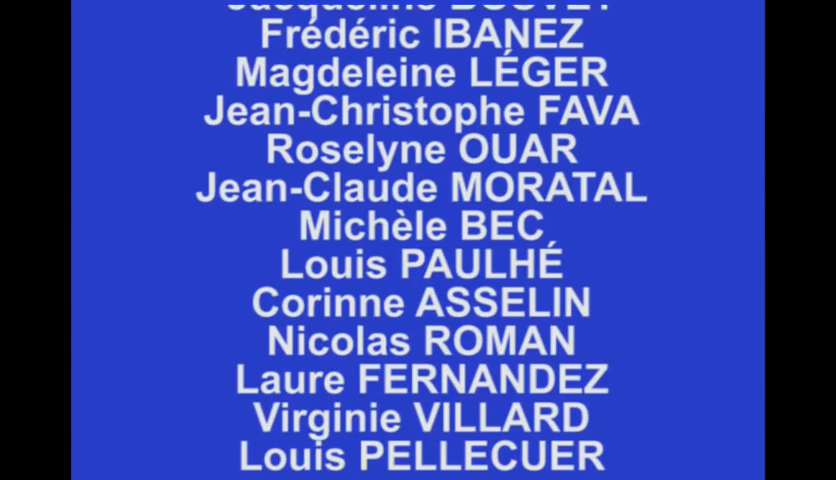 Frédéric IBANEZ
Magdeleine LÉGER
Jean-Christophe FAVA
Roselyne OUAR
Jean-Claude MORATAL
Michèle BEC
Louis PAULHÉ
Corinne ASSELIN
Nicolas ROMAN
Laure FERNANDEZ
Virginie VILLARD
Louis PELLECUER